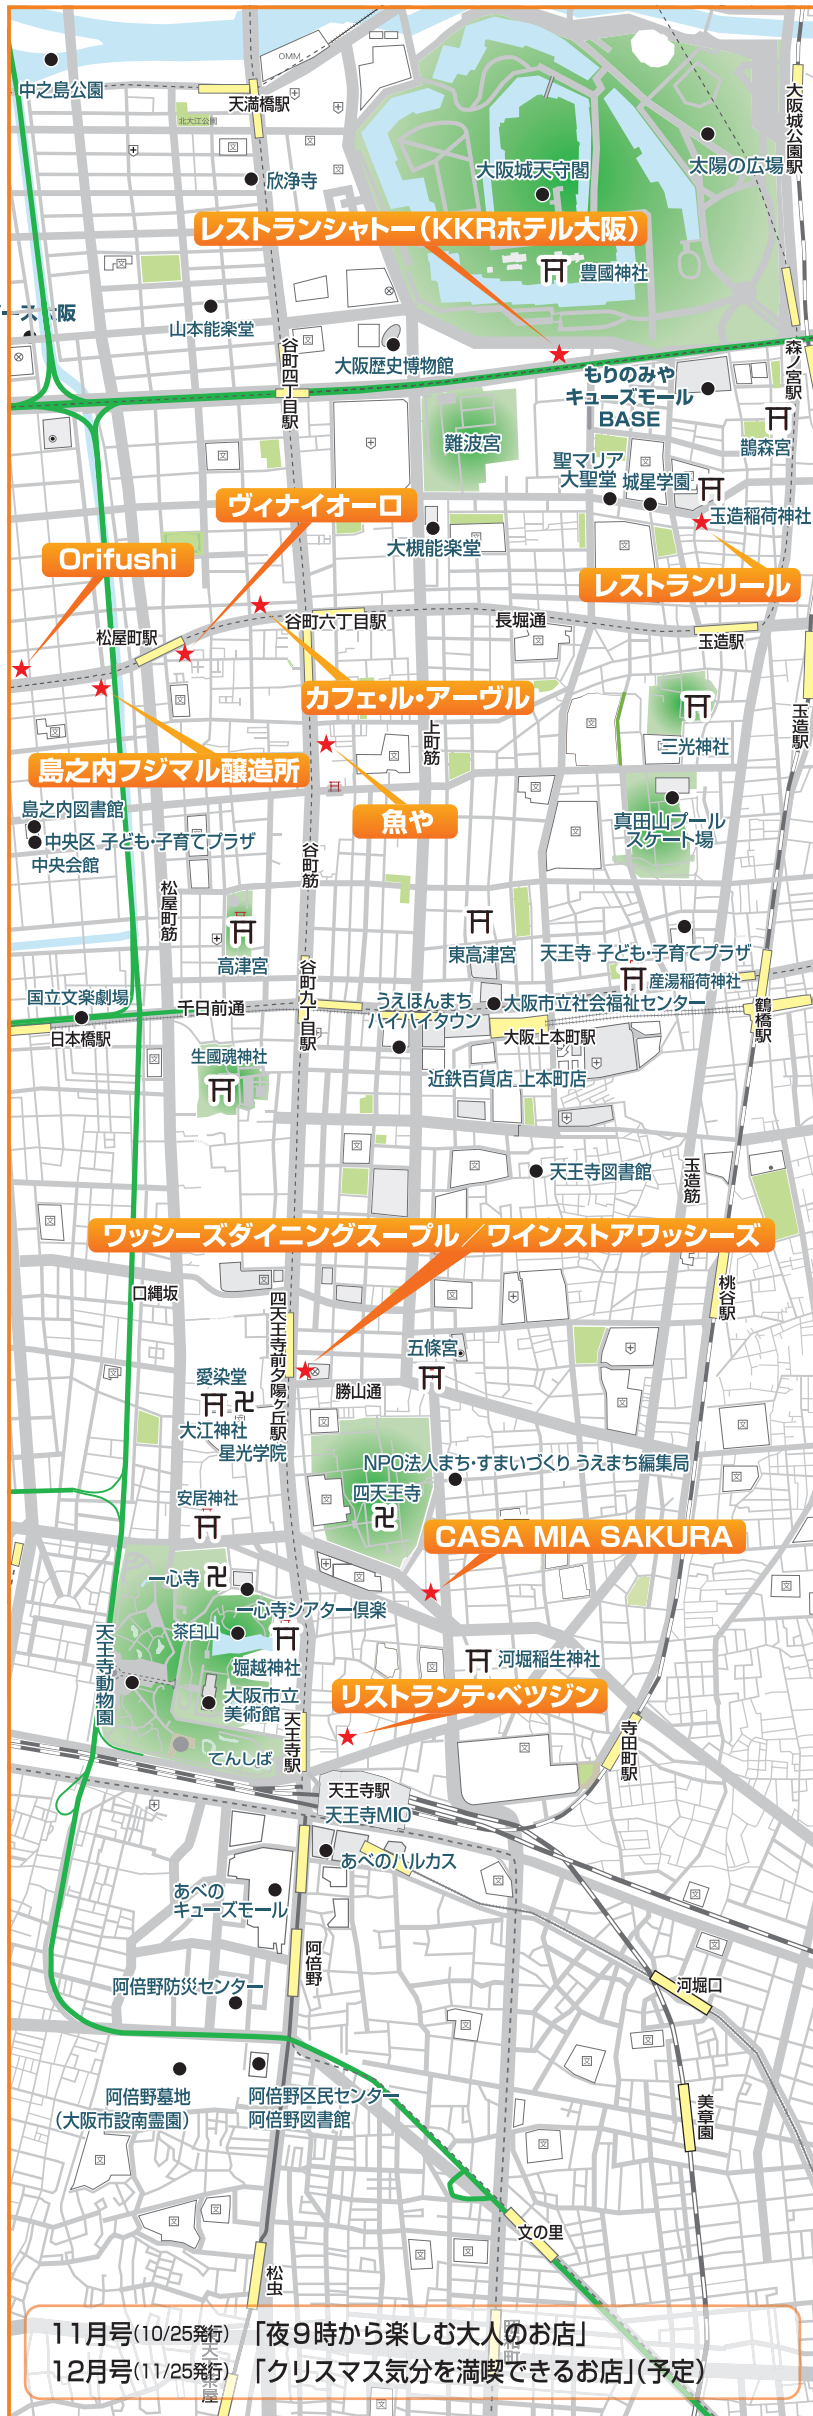 OMM
中之島公園
天満橋駅
北大江公園
大阪城公園駅
太陽の広場
欣浄寺
大阪城天守閣
レストランシャトー(KKRホテル大阪)
豊國神社
ース大阪
山本能楽堂
谷町四丁目駅
大阪歴史博物館
森ノ宮駅
もりのみや
キューズモール
BASE
鵲森宮
難波宮
聖マリア
大聖堂
城星学園
ヴィナイオーロ
玉造稲荷神社
大槻能楽堂
Orifushi
レストランリール
谷町六丁目駅
長堀通
松屋町駅
玉造駅
カフェ・ル・アーヴル
玉造駅
上町筋
三光神社
島之内フジマル醸造所
魚や
島之内図書館
中央区 子ども・子育てプラザ
中央会館
真田山プール
スケート場
谷町筋
松屋町筋
高津宮
東高津宮
天王寺 子ども・子育てプラザ
産湯稲荷神社
谷町九丁目駅
国立文楽劇場
千日前通
うえほんまち
ハイハイタウン
大阪市立社会福祉センター
鶴橋駅
日本橋駅
大阪上本町駅
生國魂神社
近鉄百貨店 上本町店
天王寺図書館
玉造筋
ワッシーズダイニングスープル／ワインストアワッシーズ
口縄坂
桃谷駅
四天王寺前夕陽ヶ丘駅
五條宮
愛染堂
勝山通
大江神社
星光学院
NPO法人まち・すまいづくり うえまち編集局
四天王寺
安居神社
CASA MIA SAKURA
一心寺
一心寺シアター倶楽
茶臼山
天王寺動物園
堀越神社
河堀稲生神社
大阪市立
美術館
リストランテ・ベツジン
天王寺駅
寺田町駅
てんしば
天王寺駅
天王寺MIO
あべのハルカス
あべの
キューズモール
阿倍野
阿倍野防災センター
河堀口
阿倍野墓地
(大阪市設南霊園)
阿倍野区民センター
阿倍野図書館
美章園
文の里
松虫
11月号(10/25発行) 「夜9時から楽しむ大人のお店」
12月号(11/25発行) 「クリスマス気分を満喫できるお店」(予定)